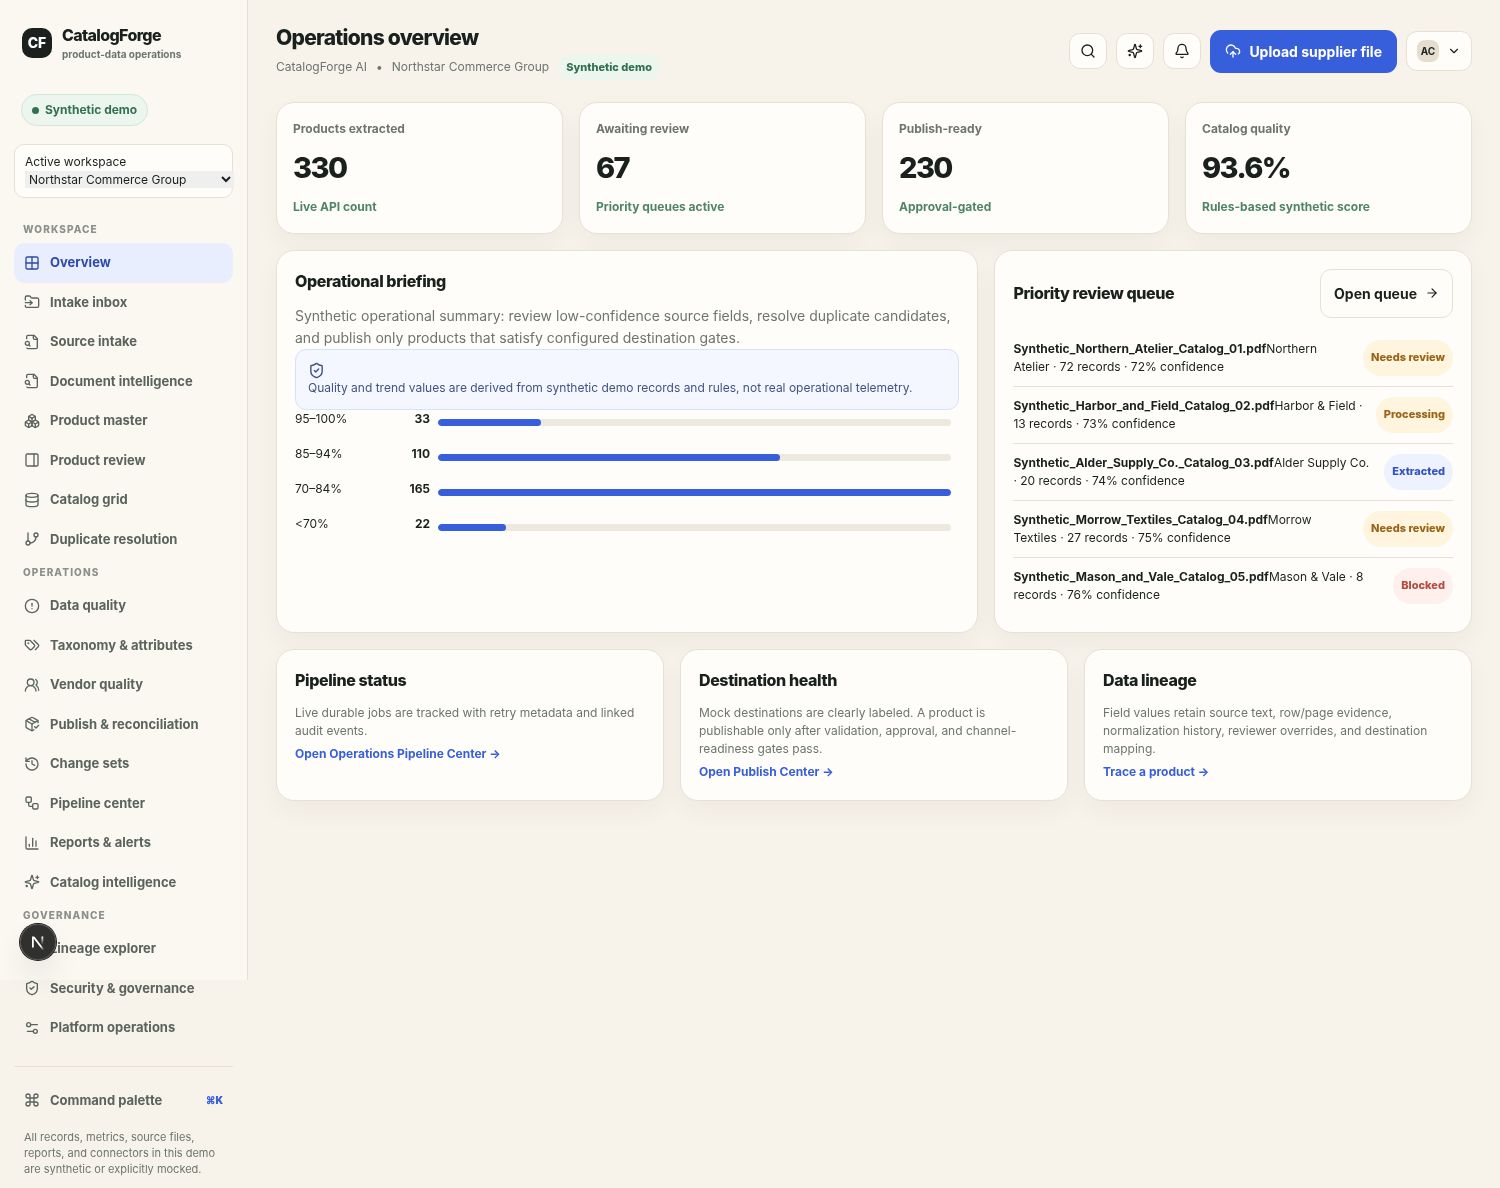 CF
CatalogForge
product-data operations
Synthetic demo
Active workspace
Northstar Commerce Group
WORKSPACE
Overview
Intake inbox
Source intake
Document intelligence
Product master
Product review
Catalog grid
Duplicate resolution
OPERATIONS
Data quality
Taxonomy & attributes
Vendor quality
Publish & reconciliation
Change sets
Pipeline center
Reports & alerts
Catalog intelligence
GOVERNANCE
N
Lineage explorer
Security & governance
Platform operations
Command palette
⌘K
All records, metrics, source files,
reports, and connectors in this demo
are synthetic or explicitly mocked.
Operations overview
CatalogForge AI • Northstar Commerce Group Synthetic demo
Upload supplier file
AC
Products extracted
330
Live API count
Awaiting review
67
Priority queues active
Publish-ready
230
Approval-gated
Catalog quality
93.6%
Rules-based synthetic score
Operational briefing
Synthetic operational summary: review low-confidence source fields, resolve duplicate candidates,
and publish only products that satisfy configured destination gates.
Quality and trend values are derived from synthetic demo records and rules, not real operational telemetry.
95–100% 33
85–94% 110
70–84% 165
<70% 22
Priority review queue
Open queue →
Synthetic_Northern_Atelier_Catalog_01.pdfNorthern
Atelier · 72 records · 72% confidence
Needs review
Synthetic_Harbor_and_Field_Catalog_02.pdfHarbor & Field ·
13 records · 73% confidence
Processing
Synthetic_Alder_Supply_Co._Catalog_03.pdfAlder Supply Co.
· 20 records · 74% confidence
Extracted
Synthetic_Morrow_Textiles_Catalog_04.pdfMorrow
Textiles · 27 records · 75% confidence
Needs review
Synthetic_Mason_and_Vale_Catalog_05.pdfMason & Vale · 8
records · 76% confidence
Blocked
Pipeline status
Live durable jobs are tracked with retry metadata and linked
audit events.
Open Operations Pipeline Center →
Destination health
Mock destinations are clearly labeled. A product is
publishable only after validation, approval, and channel-
readiness gates pass.
Open Publish Center →
Data lineage
Field values retain source text, row/page evidence,
normalization history, reviewer overrides, and destination
mapping.
Trace a product →